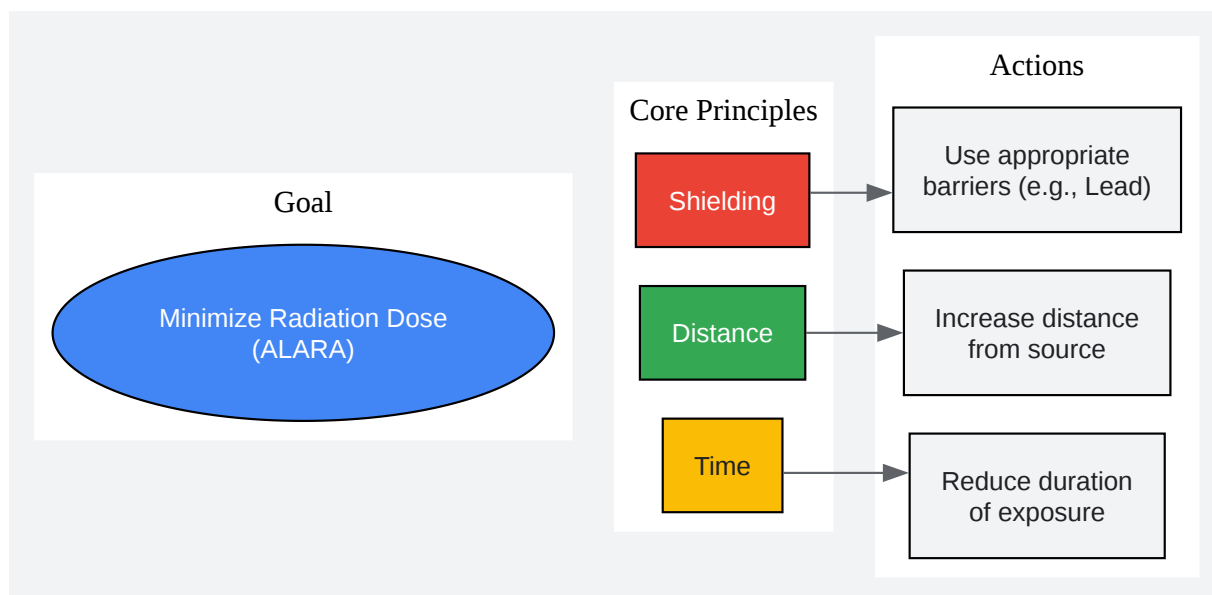 Goal
Minimize Radiation Dose
(ALARA)
Core Principles
Shielding
Distance
Time
Actions
Use appropriate
barriers (e.g., Lead)
Increase distance
from source
Reduce duration
of exposure